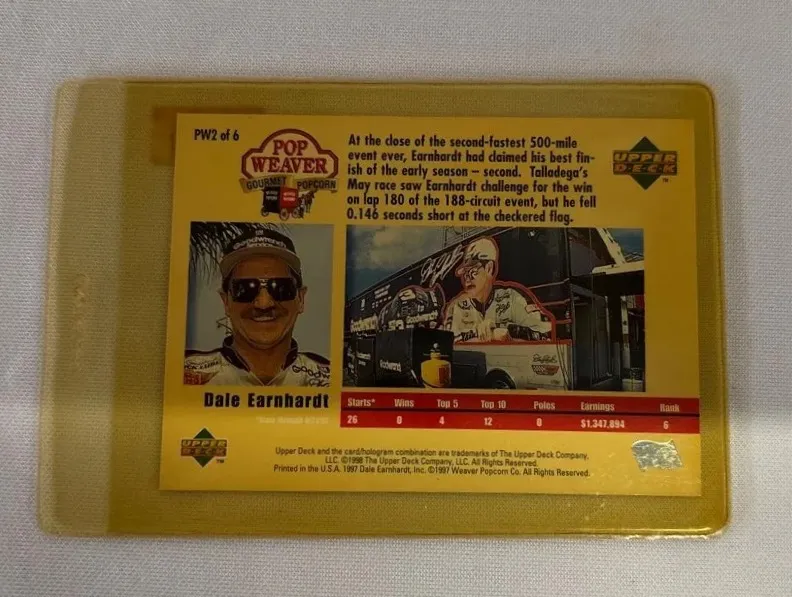 PW2 of 6
POP
WEAVER
GOURMET POPCORN
At the close of the second-fastest 500-mile
event ever, Earnhardt had claimed his best fin-
ish of the early season – second. Talladega's
May race saw Earnhardt challenge for the win
on lap 180 of the 188-circuit event, but he fell
0.146 seconds short at the checkered flag.
UPPER
DECK
TM
Goodwrench
Service
Goodwrench
Dale Earnhardt
Starts* Wins Top 5 Top 10 Poles Earnings Rank
26 0 4 12 0 $1,347,894 6
UPPER
DECK
TM
Upper Deck and the card/hologram combination are trademarks of The Upper Deck Company,
LLC. ©1998 The Upper Deck Company, LLC. All Rights Reserved.
Printed in the U.S.A. 1997 Dale Earnhardt, Inc. ©1997 Weaver Popcorn Co. All Rights Reserved.